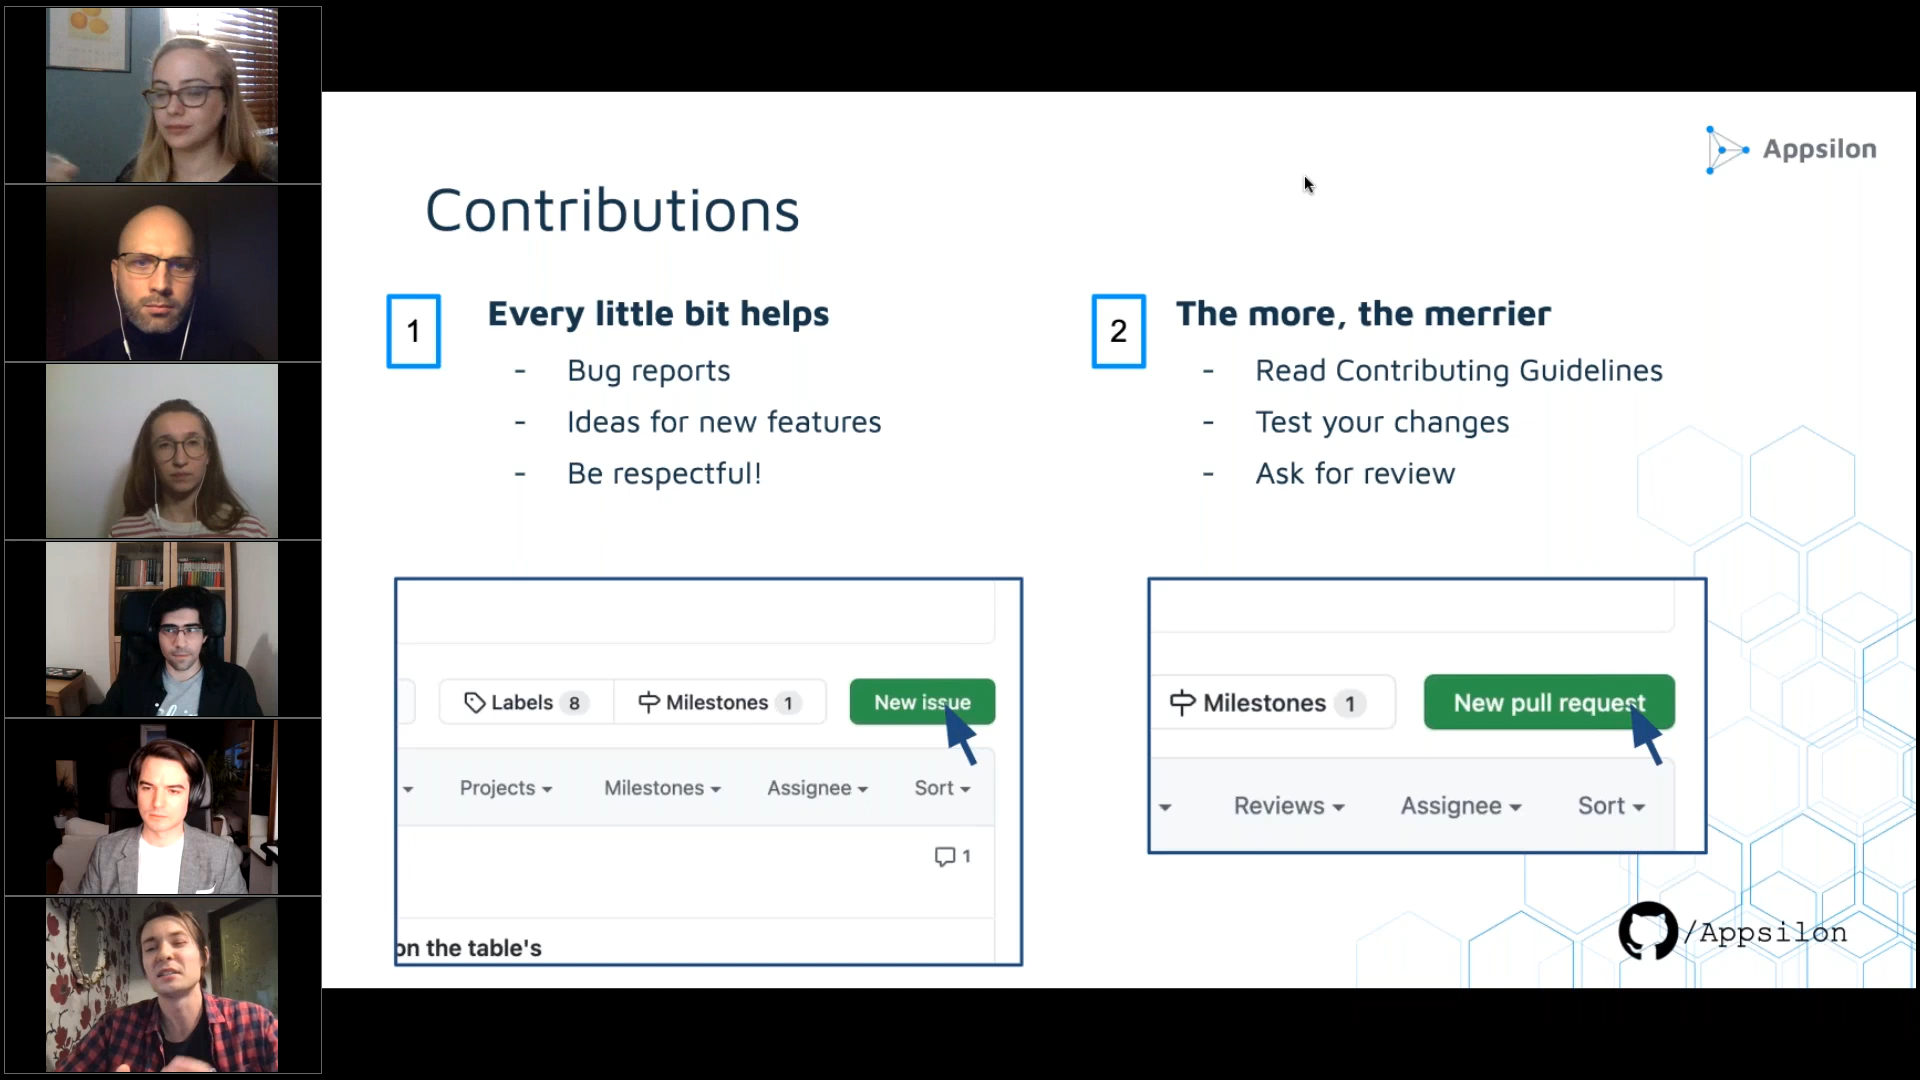 Appsilon
Contributions
1
Every little bit helps
- Bug reports
- Ideas for new features
- Be respectful!
2
The more, the merrier
- Read Contributing Guidelines
- Test your changes
- Ask for review
Labels 8
Milestones 1
New issue
Projects
Milestones
Assignee
Sort
1
on the table's
Milestones 1
New pull request
Reviews
Assignee
Sort
/Appsilon